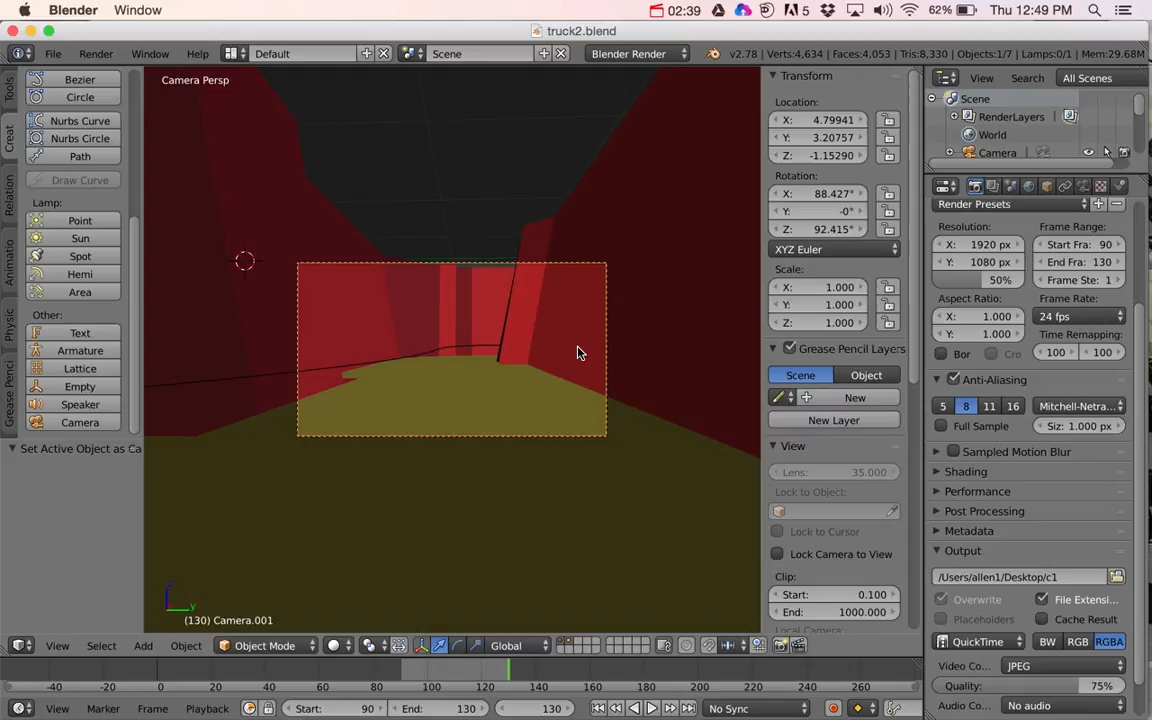 Blender Window 02:39 5 62% Thu 12:49 PM
truck2.blend
File Render Window Help Default Scene Blender Render v2.78 | Verts:4,634 | Faces:4,053 | Tris:8,330 | Objects:1/7 | Lamps:0/1 | Mem:29.68M
Tools
Creat
Relation
Animatio
Physic
Grease Penci
Bezier
Circle
Nurbs Curve
Nurbs Circle
Path
Draw Curve
Lamp:
Point
Sun
Spot
Hemi
Area
Other:
Text
Armature
Lattice
Empty
Speaker
Camera
Set Active Object as Ca
Camera Persp
z
y
(130) Camera.001
Transform
Location:
X: 4.79941
Y: 3.20757
Z: -1.15290
Rotation:
X: 88.427°
Y: -0°
Z: 92.415°
XYZ Euler
Scale:
X: 1.000
Y: 1.000
Z: 1.000
Grease Pencil Layers
Scene Object
New
New Layer
View
Lens: 35.000
Lock to Object:
Lock to Cursor
Lock Camera to View
Clip:
Start: 0.100
End: 1000.000
Local Camera:
View Search All Scenes
Scene
RenderLayers
World
Camera
Render Presets
Resolution: Frame Range:
X: 1920 px Start Fra: 90
Y: 1080 px End Fra: 130
50% Frame Ste: 1
Aspect Ratio: Frame Rate:
X: 1.000 24 fps
Y: 1.000 Time Remapping:
Bor Cro 100 100
Anti-Aliasing
5 8 11 16 Mitchell-Netra...
Full Sample Siz: 1.000 px
Sampled Motion Blur
Shading
Performance
Post Processing
Metadata
Output
/Users/allen1/Desktop/c1
Overwrite File Extensi...
Placeholders Cache Result
QuickTime BW RGB RGBA
Video Co... JPEG
Quality: 75%
Audio Co... No audio
View Select Add Object Object Mode Global
-40 -20 0 20 40 60 80 100 120 140 160 180 200 220 240 260
View Marker Frame Playback Start: 90 End: 130 130 No Sync